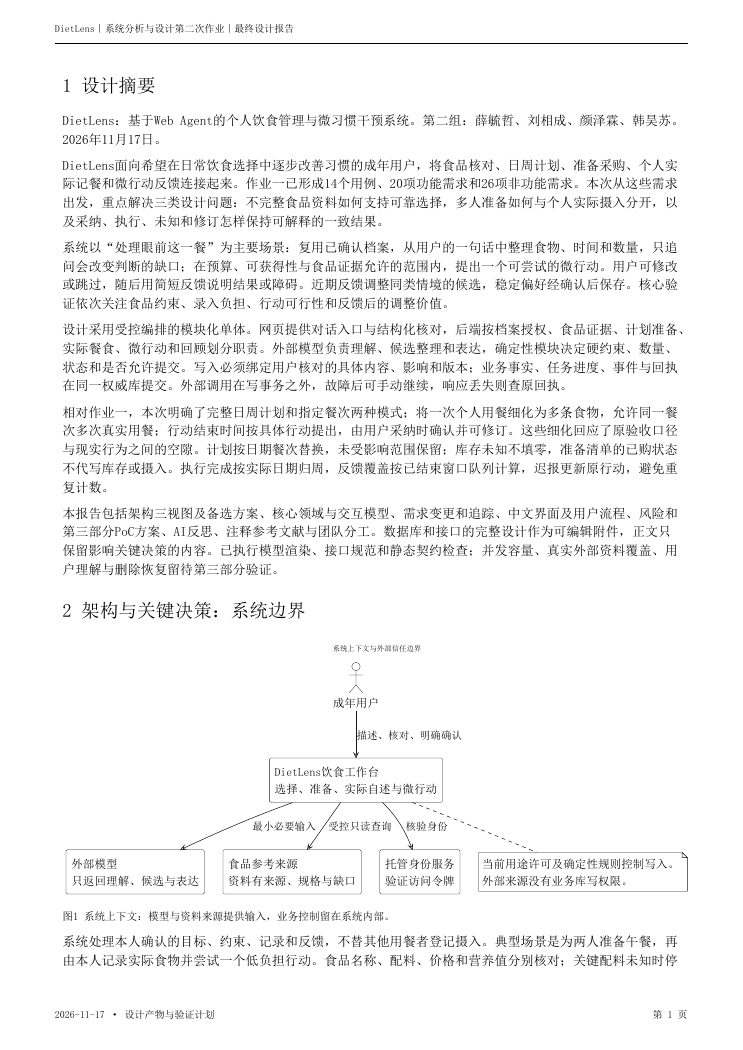 DietLens｜系统分析与设计第二次作业｜最终设计报告
1 设计摘要
DietLens：基于Web Agent的个人饮食管理与微习惯干预系统。第二组：薛毓哲、刘相成、颜泽霖、韩昊苏。
2026年11月17日。
DietLens面向希望在日常饮食选择中逐步改善习惯的成年用户，将食品核对、日周计划、准备采购、个人实
际记餐和微行动反馈连接起来。作业一已形成14个用例、20项功能需求和26项非功能需求。本次从这些需求
出发，重点解决三类设计问题：不完整食品资料如何支持可靠选择，多人准备如何与个人实际摄入分开，以
及采纳、执行、未知和修订怎样保持可解释的一致结果。
系统以“处理眼前这一餐”为主要场景：复用已确认档案，从用户的一句话中整理食物、时间和数量，只追
问会改变判断的缺口；在预算、可获得性与食品证据允许的范围内，提出一个可尝试的微行动。用户可修改
或跳过，随后用简短反馈说明结果或障碍。近期反馈调整同类情境的候选，稳定偏好经确认后保存。核心验
证依次关注食品约束、录入负担、行动可行性和反馈后的调整价值。
设计采用受控编排的模块化单体。网页提供对话入口与结构化核对，后端按档案授权、食品证据、计划准备、
实际餐食、微行动和回顾划分职责。外部模型负责理解、候选整理和表达，确定性模块决定硬约束、数量、
状态和是否允许提交。写入必须绑定用户核对的具体内容、影响和版本；业务事实、任务进度、事件与回执
在同一权威库提交。外部调用在写事务之外，故障后可手动继续，响应丢失则查原回执。
相对作业一，本次明确了完整日周计划和指定餐次两种模式；将一次个人用餐细化为多条食物，允许同一餐
次多次真实用餐；行动结束时间按具体行动提出，由用户采纳时确认并可修订。这些细化回应了原验收口径
与现实行为之间的空隙。计划按日期餐次替换，未受影响范围保留；库存未知不填零，准备清单的已购状态
不代写库存或摄入。执行完成按实际日期归周，反馈覆盖按已结束窗口队列计算，迟报更新原行动，避免重
复计数。
本报告包括架构三视图及备选方案、核心领域与交互模型、需求变更和追踪、中文界面及用户流程、风险和
第三部分PoC方案、AI反思、注释参考文献与团队分工。数据库和接口的完整设计作为可编辑附件，正文只
保留影响关键决策的内容。已执行模型渲染、接口规范和静态契约检查；并发容量、真实外部资料覆盖、用
户理解与删除恢复留待第三部分验证。
2 架构与关键决策：系统边界
系统上下文与外部信任边界
成年用户
描述、核对、明确确认
DietLens饮食工作台
选择、准备、实际自述与微行动
最小必要输入
受控只读查询
核验身份
外部模型
只返回理解、候选与表达
食品参考来源
资料有来源、规格与缺口
托管身份服务
验证访问令牌
当前用途许可及确定性规则控制写入。
外部来源没有业务库写权限。
图1 系统上下文：模型与资料来源提供输入，业务控制留在系统内部。
系统处理本人确认的目标、约束、记录和反馈，不替其他用餐者登记摄入。典型场景是为两人准备午餐，再
由本人记录实际食物并尝试一个低负担行动。食品名称、配料、价格和营养值分别核对；关键配料未知时停
2026-11-17 • 设计产物与验证计划
第 1 页